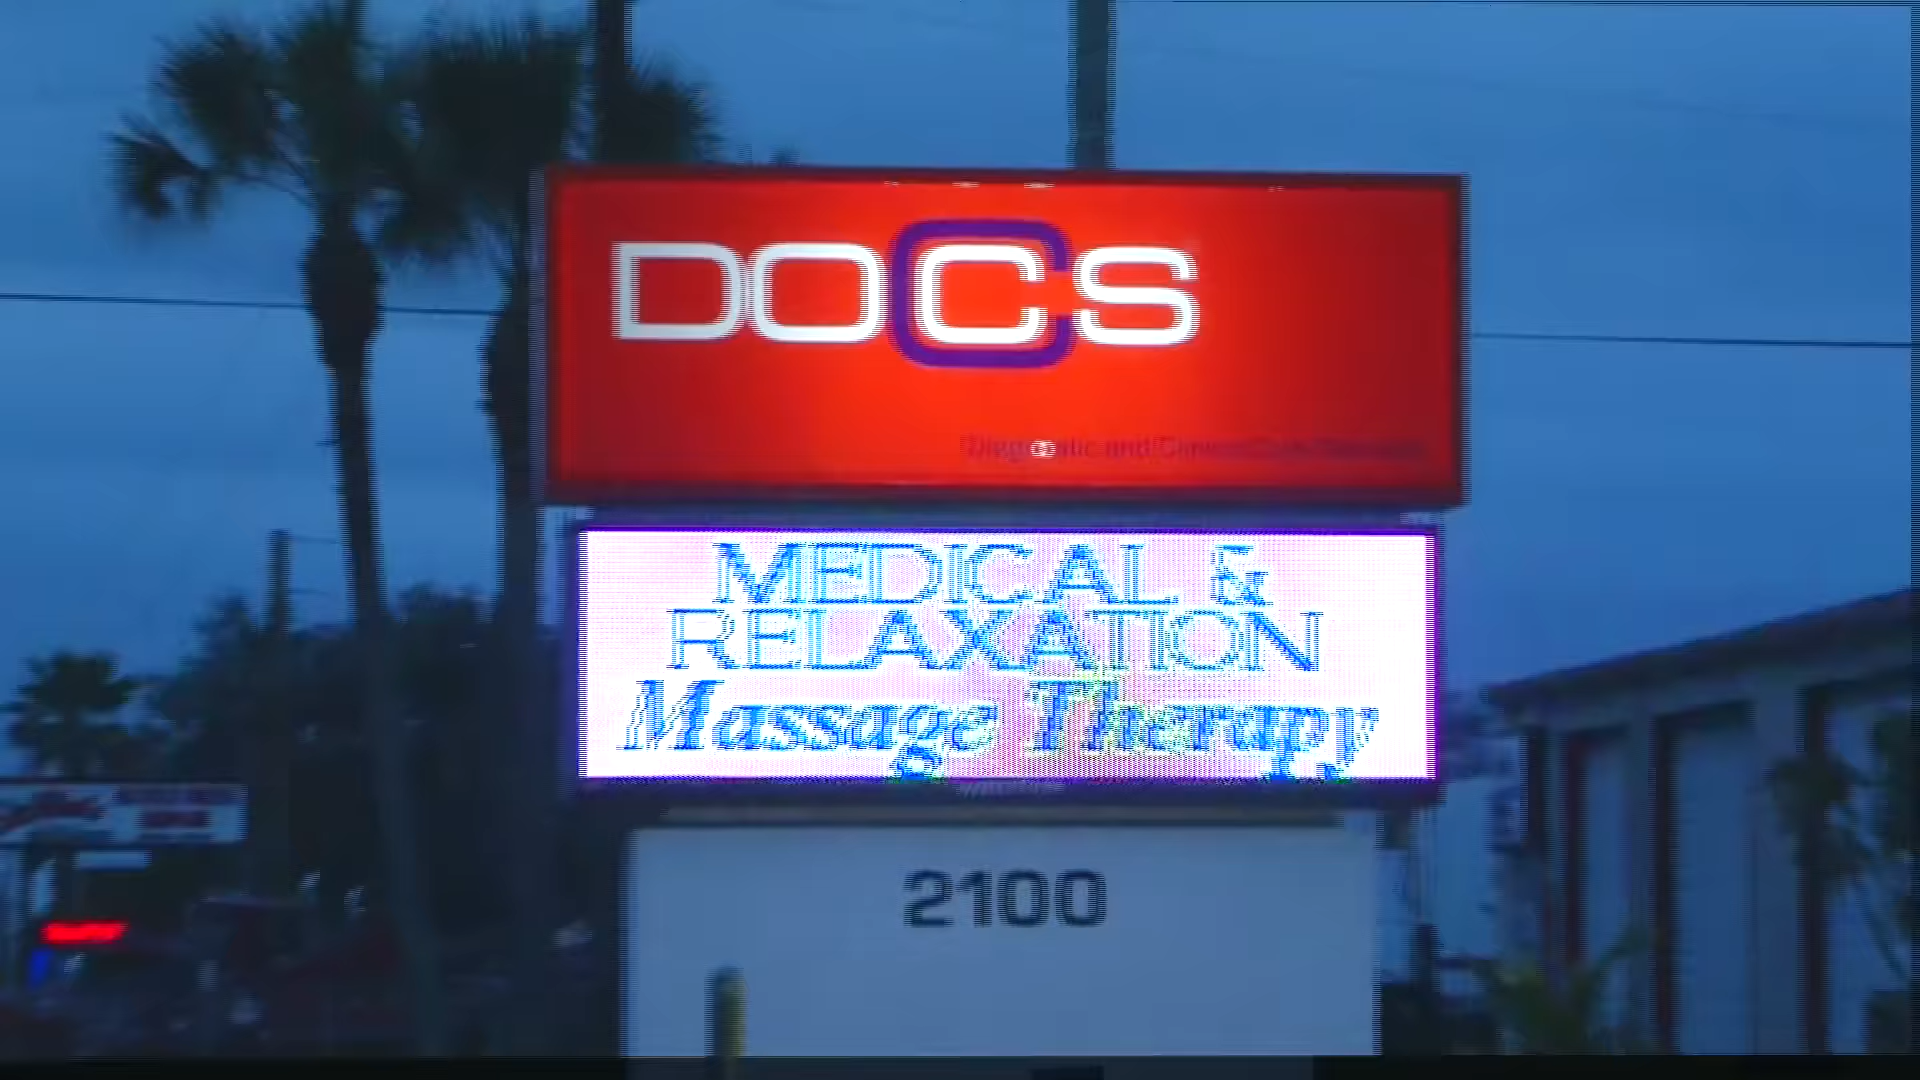 DOCS
MEDICAL &
RELAXATION
Massage Therapy
2100